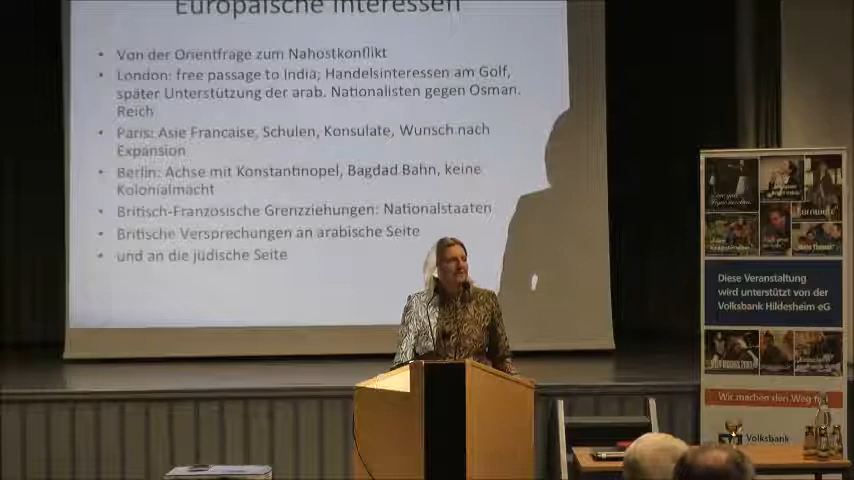 Europäische Interessen
• Von der Orientfrage zum Nahostkonflikt
• London: free passage to India; Handelsinteressen am Golf,
später Unterstützung der arab. Nationalisten gegen Osman.
Reich
• Paris: Asie Francaise, Schulen, Konsulate, Wunsch nach
Expansion
• Berlin: Achse mit Konstantinopel, Bagdad Bahn, keine
Kolonialmacht
• Britisch-Französische Grenzziehungen: Nationalstaaten
• Britische Versprechungen an arabische Seite
• und an die jüdische Seite
Diese Veranstaltung
wird unterstützt von der
Volksbank Hildesheim eG
Wir machen den Weg frei
Volksbank